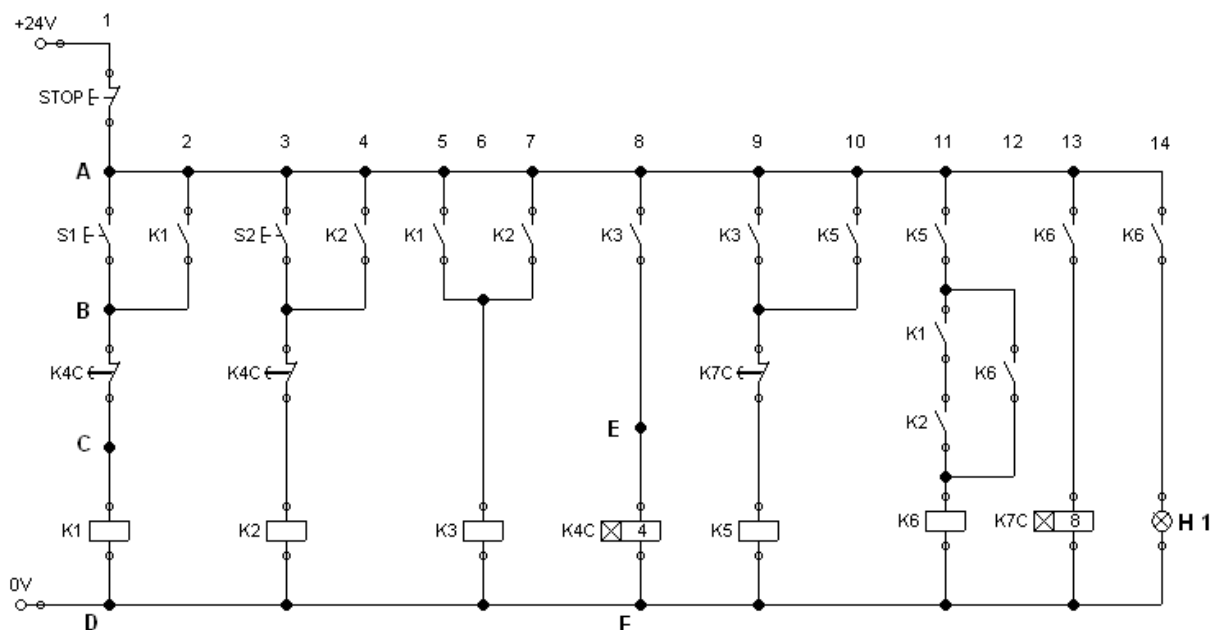 +24V 1
STOP
2 3 4 5 6 7 8 9 10 11 12 13 14
A
S1 K1 S2 K2 K1 K2 K3 K3 K5 K5 K6 K6
B
K1
K4C K4C K7C K6
K2
C E
K1 K2 K3 K4C 4 K5 K6 K7C 8 H 1
0V
D F